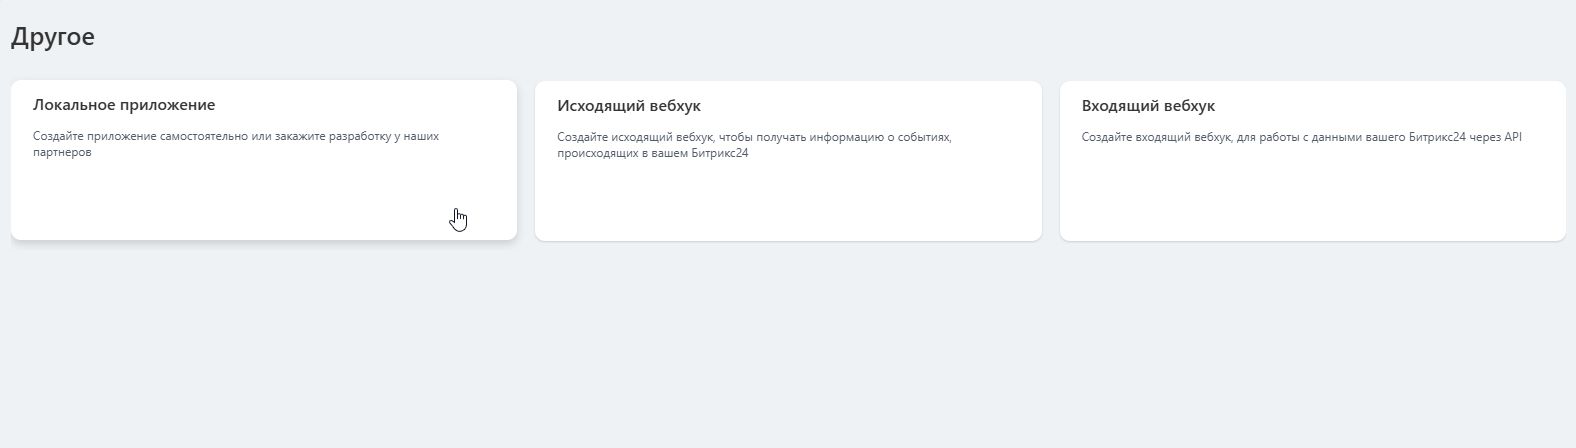 Другое
Локальное приложение
Создайте приложение самостоятельно или закажите разработку у наших
партнеров
Исходящий вебхук
Создайте исходящий вебхук, чтобы получать информацию о событиях,
происходящих в вашем Битрикс24
Входящий вебхук
Создайте входящий вебхук, для работы с данными вашего Битрикс24 через API